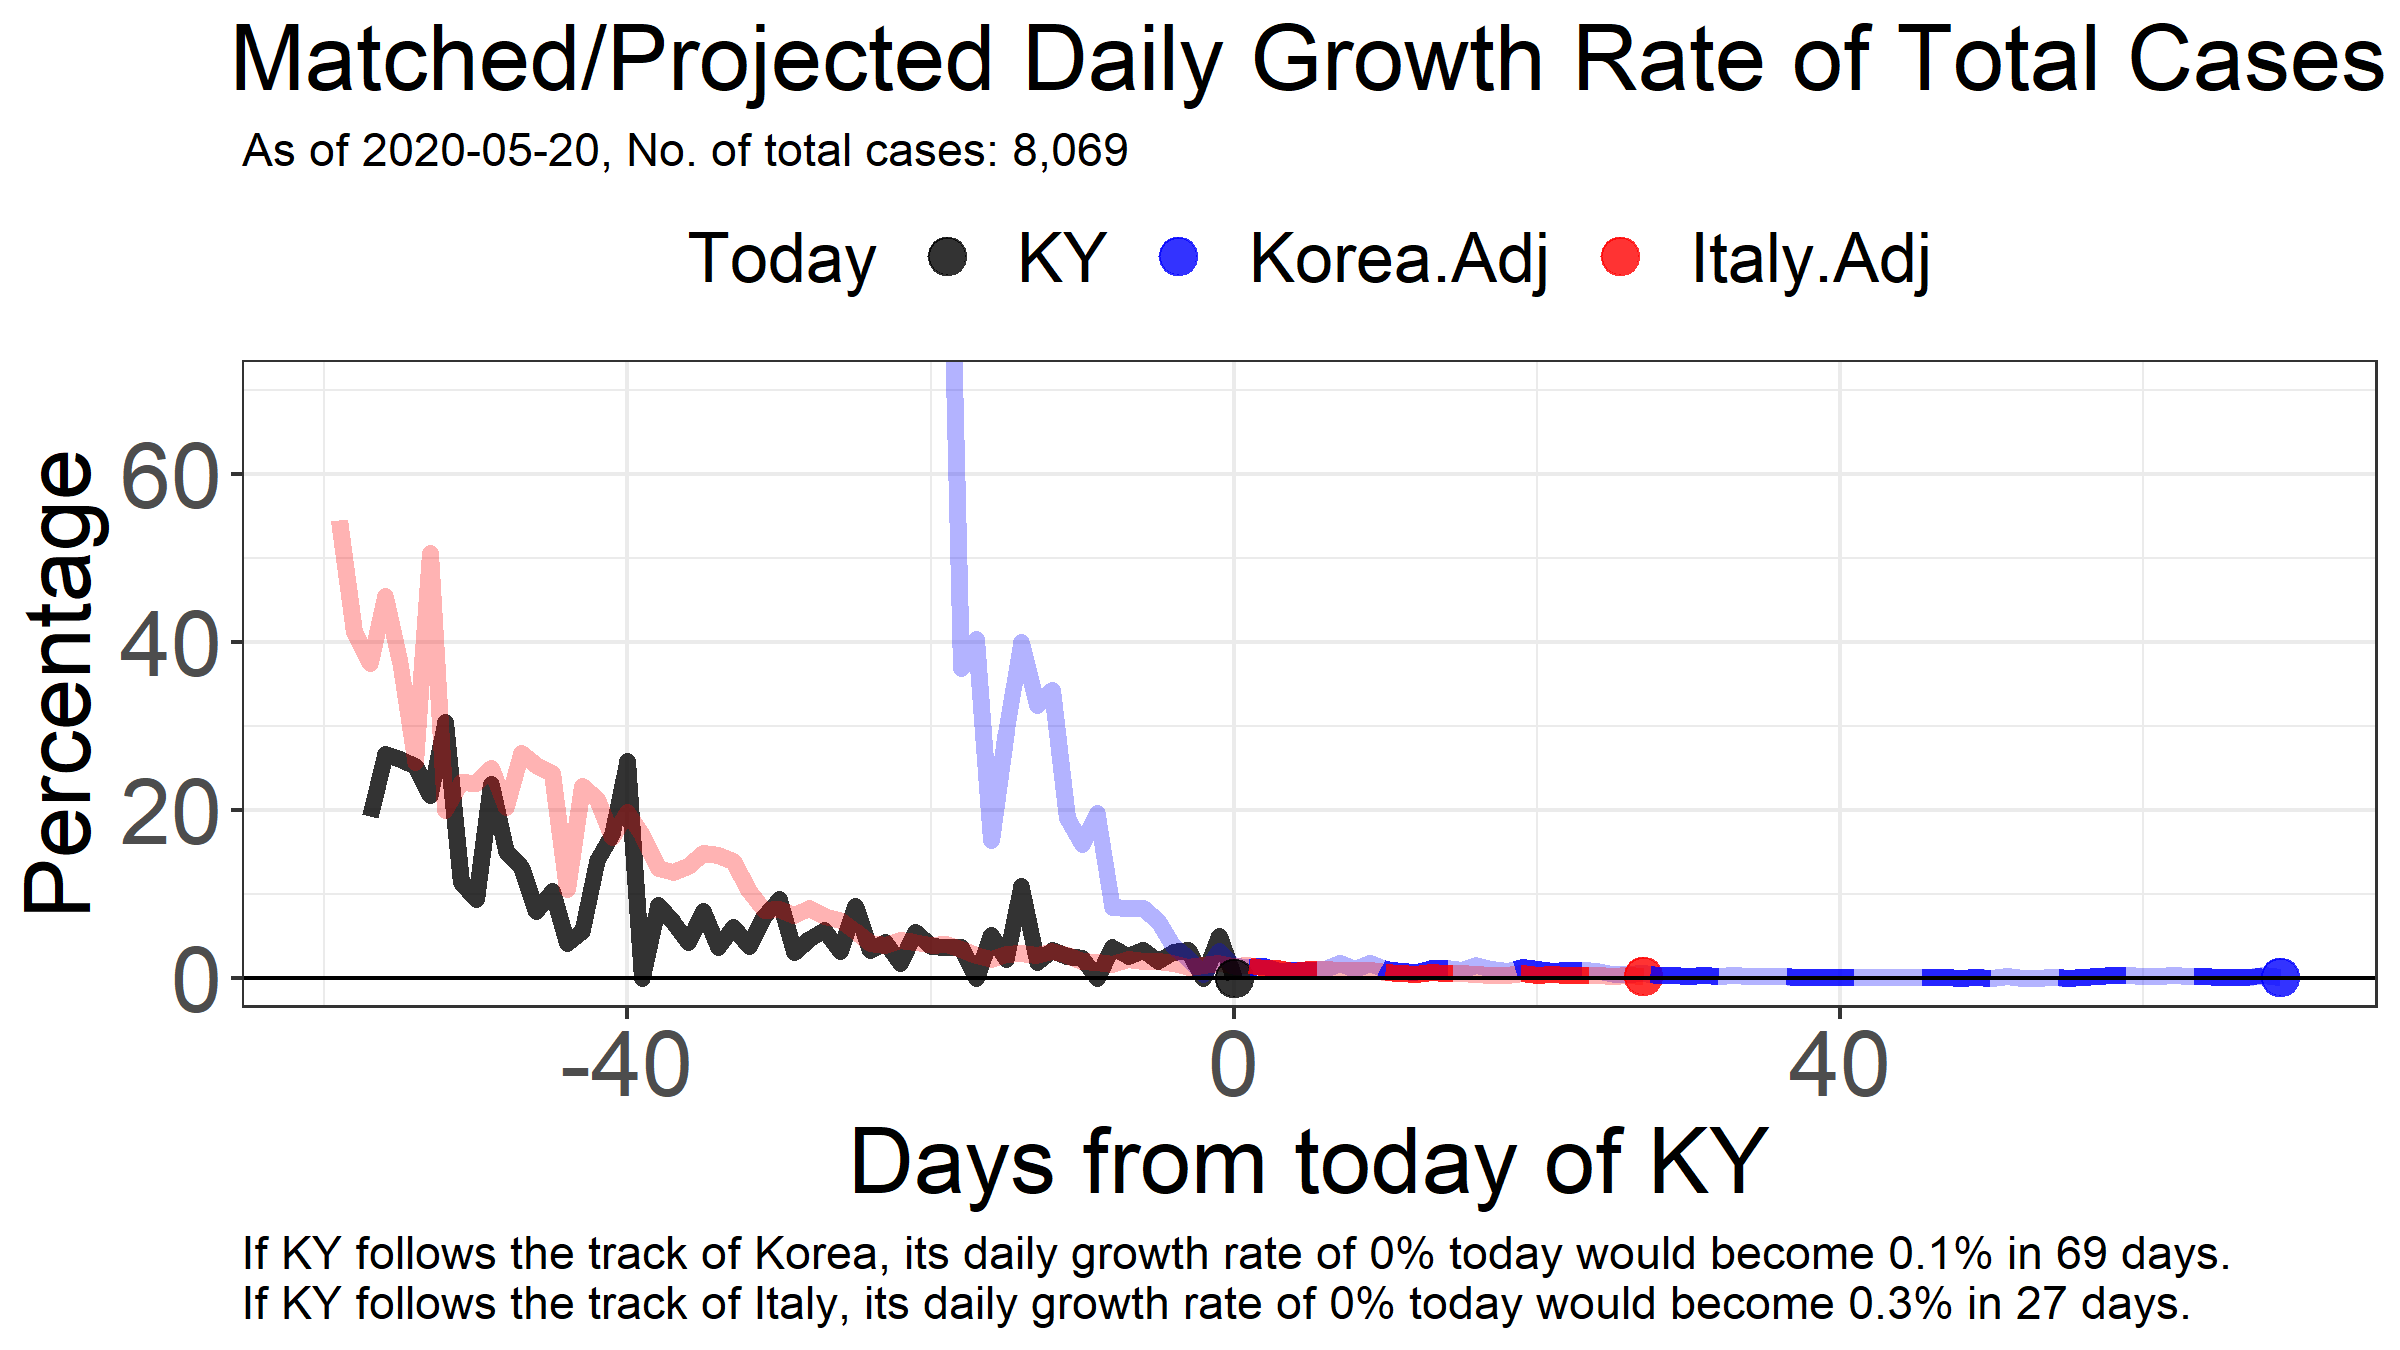 Matched/Projected Daily Growth Rate of Total Cases
As of 2020-05-20, No. of total cases: 8,069
Today KY Korea.Adj Italy.Adj
Percentage
60
40
20
0
-40 0 40
Days from today of KY
If KY follows the track of Korea, its daily growth rate of 0% today would become 0.1% in 69 days.
If KY follows the track of Italy, its daily growth rate of 0% today would become 0.3% in 27 days.